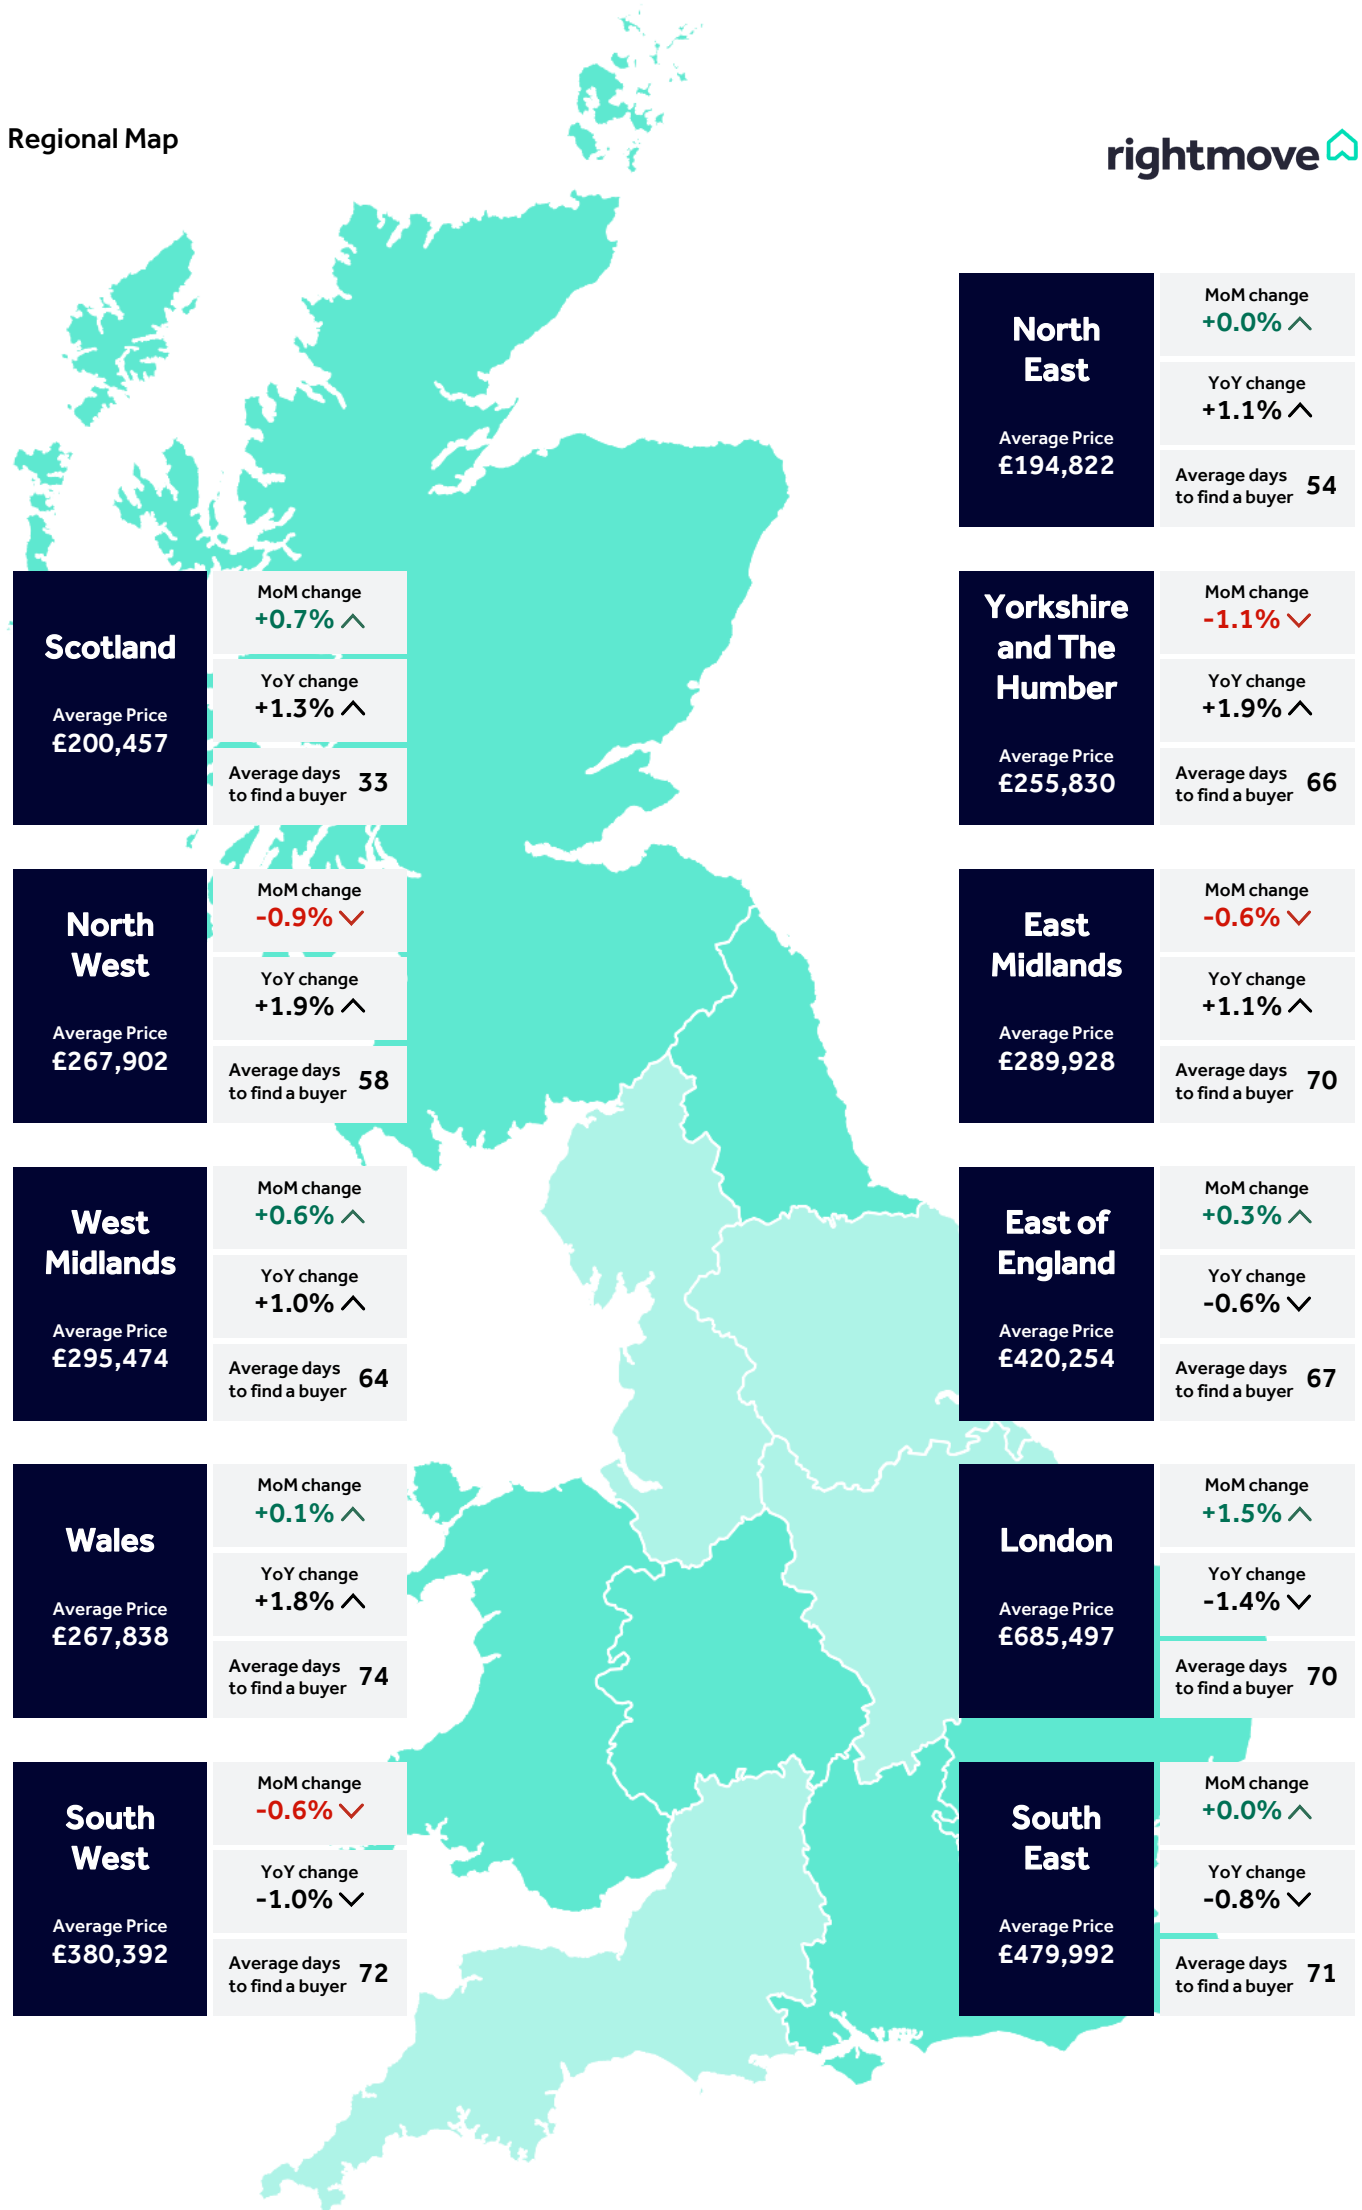 Regional Map
rightmove
North
East
Average Price
£194,822
MoM change
+0.0%
YoY change
+1.1%
Average days
to find a buyer
54
Scotland
Average Price
£200,457
MoM change
+0.7%
YoY change
+1.3%
Average days
to find a buyer
33
Yorkshire
and The
Humber
Average Price
£255,830
MoM change
-1.1%
YoY change
+1.9%
Average days
to find a buyer
66
North
West
Average Price
£267,902
MoM change
-0.9%
YoY change
+1.9%
Average days
to find a buyer
58
East
Midlands
Average Price
£289,928
MoM change
-0.6%
YoY change
+1.1%
Average days
to find a buyer
70
West
Midlands
Average Price
£295,474
MoM change
+0.6%
YoY change
+1.0%
Average days
to find a buyer
64
East of
England
Average Price
£420,254
MoM change
+0.3%
YoY change
-0.6%
Average days
to find a buyer
67
Wales
Average Price
£267,838
MoM change
+0.1%
YoY change
+1.8%
Average days
to find a buyer
74
London
Average Price
£685,497
MoM change
+1.5%
YoY change
-1.4%
Average days
to find a buyer
70
South
West
Average Price
£380,392
MoM change
-0.6%
YoY change
-1.0%
Average days
to find a buyer
72
South
East
Average Price
£479,992
MoM change
+0.0%
YoY change
-0.8%
Average days
to find a buyer
71